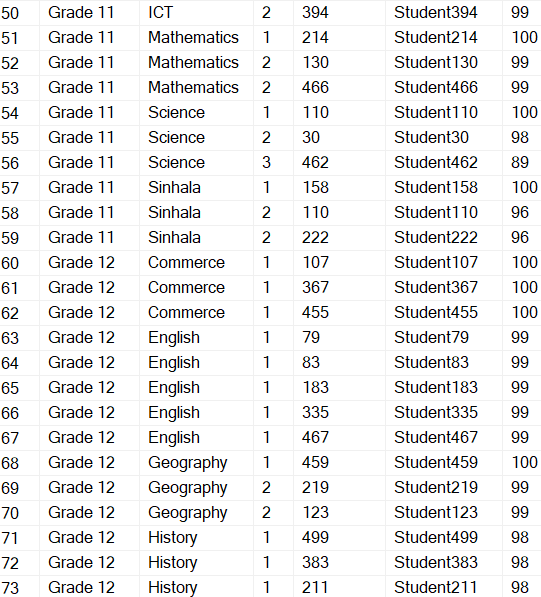 50 Grade 11 ICT 2 394 Student394 99
51 Grade 11 Mathematics 1 214 Student214 100
52 Grade 11 Mathematics 2 130 Student130 99
53 Grade 11 Mathematics 2 466 Student466 99
54 Grade 11 Science 1 110 Student110 100
55 Grade 11 Science 2 30 Student30 98
56 Grade 11 Science 3 462 Student462 89
57 Grade 11 Sinhala 1 158 Student158 100
58 Grade 11 Sinhala 2 110 Student110 96
59 Grade 11 Sinhala 2 222 Student222 96
60 Grade 12 Commerce 1 107 Student107 100
61 Grade 12 Commerce 1 367 Student367 100
62 Grade 12 Commerce 1 455 Student455 100
63 Grade 12 English 1 79 Student79 99
64 Grade 12 English 1 83 Student83 99
65 Grade 12 English 1 183 Student183 99
66 Grade 12 English 1 335 Student335 99
67 Grade 12 English 1 467 Student467 99
68 Grade 12 Geography 1 459 Student459 100
69 Grade 12 Geography 2 219 Student219 99
70 Grade 12 Geography 2 123 Student123 99
71 Grade 12 History 1 499 Student499 98
72 Grade 12 History 1 383 Student383 98
73 Grade 12 History 1 211 Student211 98